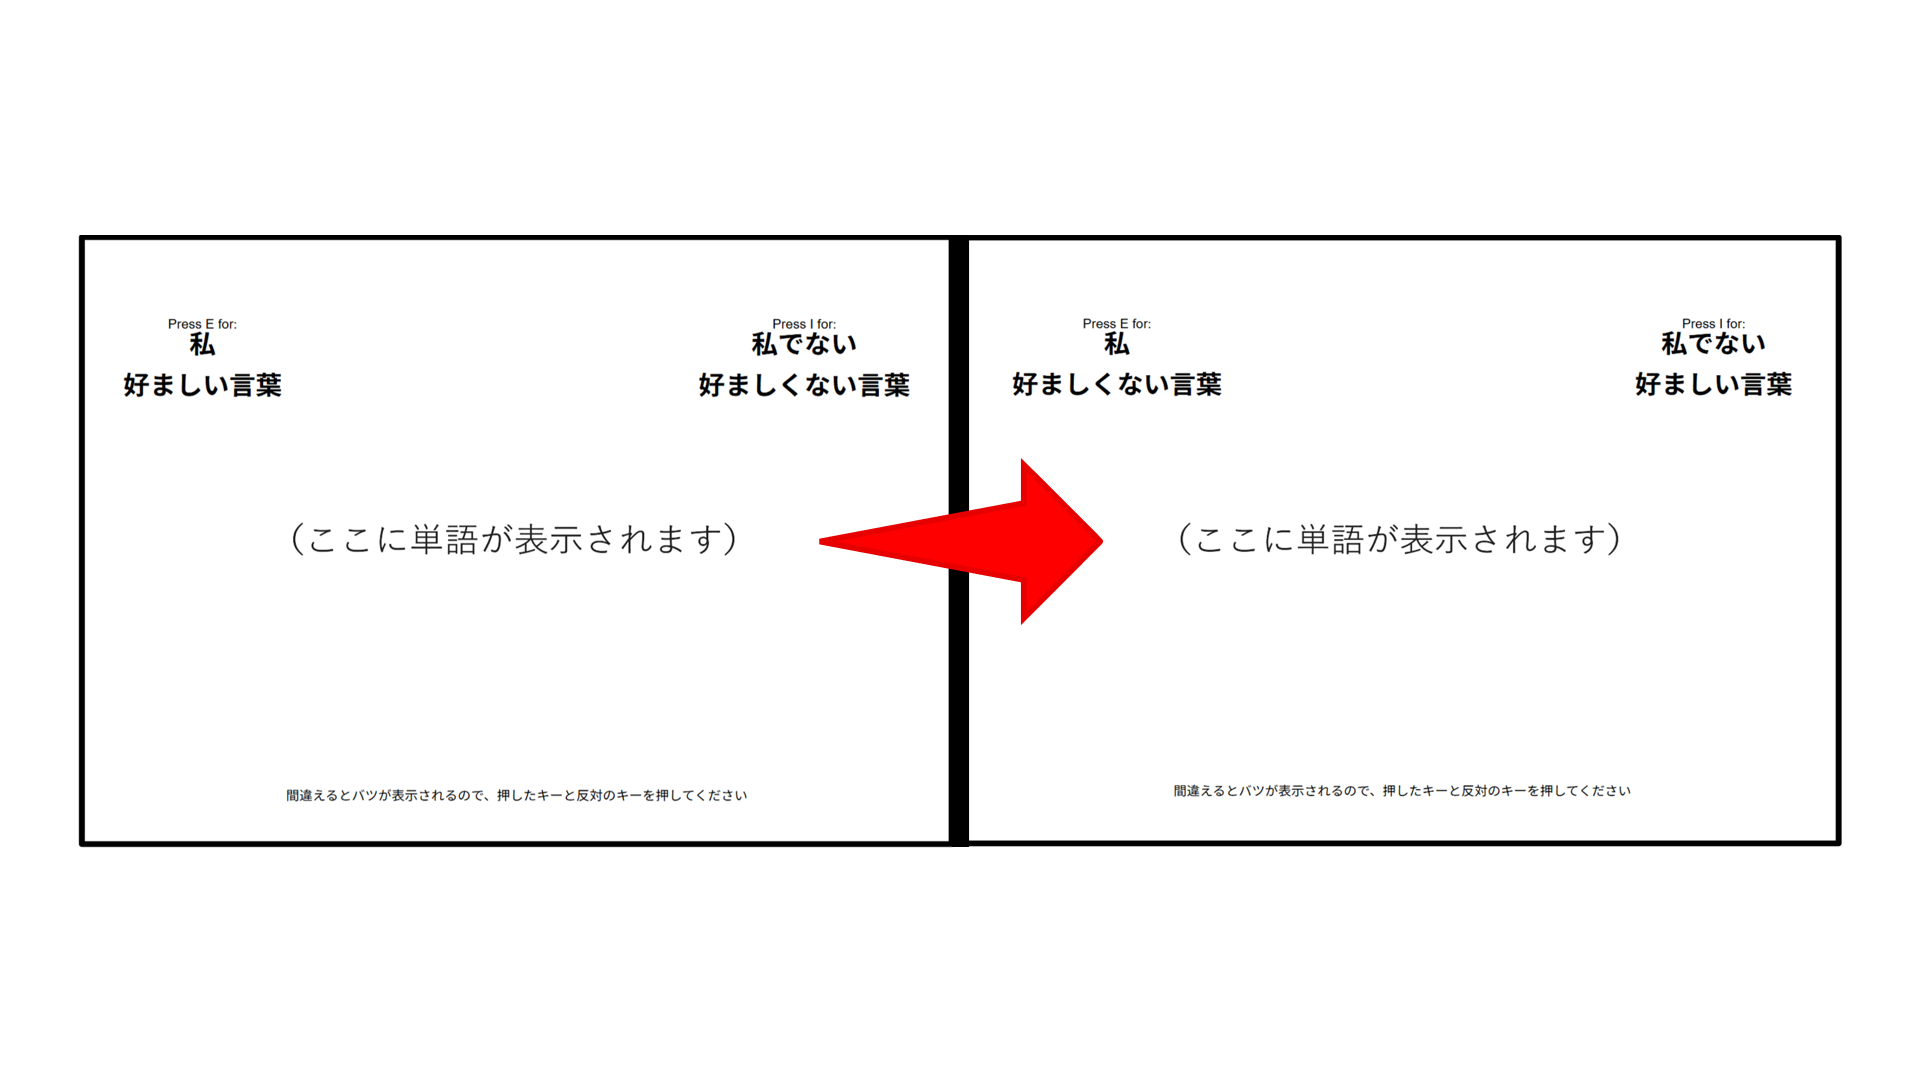 Press E for:
私
好ましい言葉
Press I for:
私でない
好ましくない言葉
（ここに単語が表示されます）
間違えるとバツが表示されるので、押したキーと反対のキーを押してください
Press E for:
私
好ましくない言葉
Press I for:
私でない
好ましい言葉
（ここに単語が表示されます）
間違えるとバツが表示されるので、押したキーと反対のキーを押してください